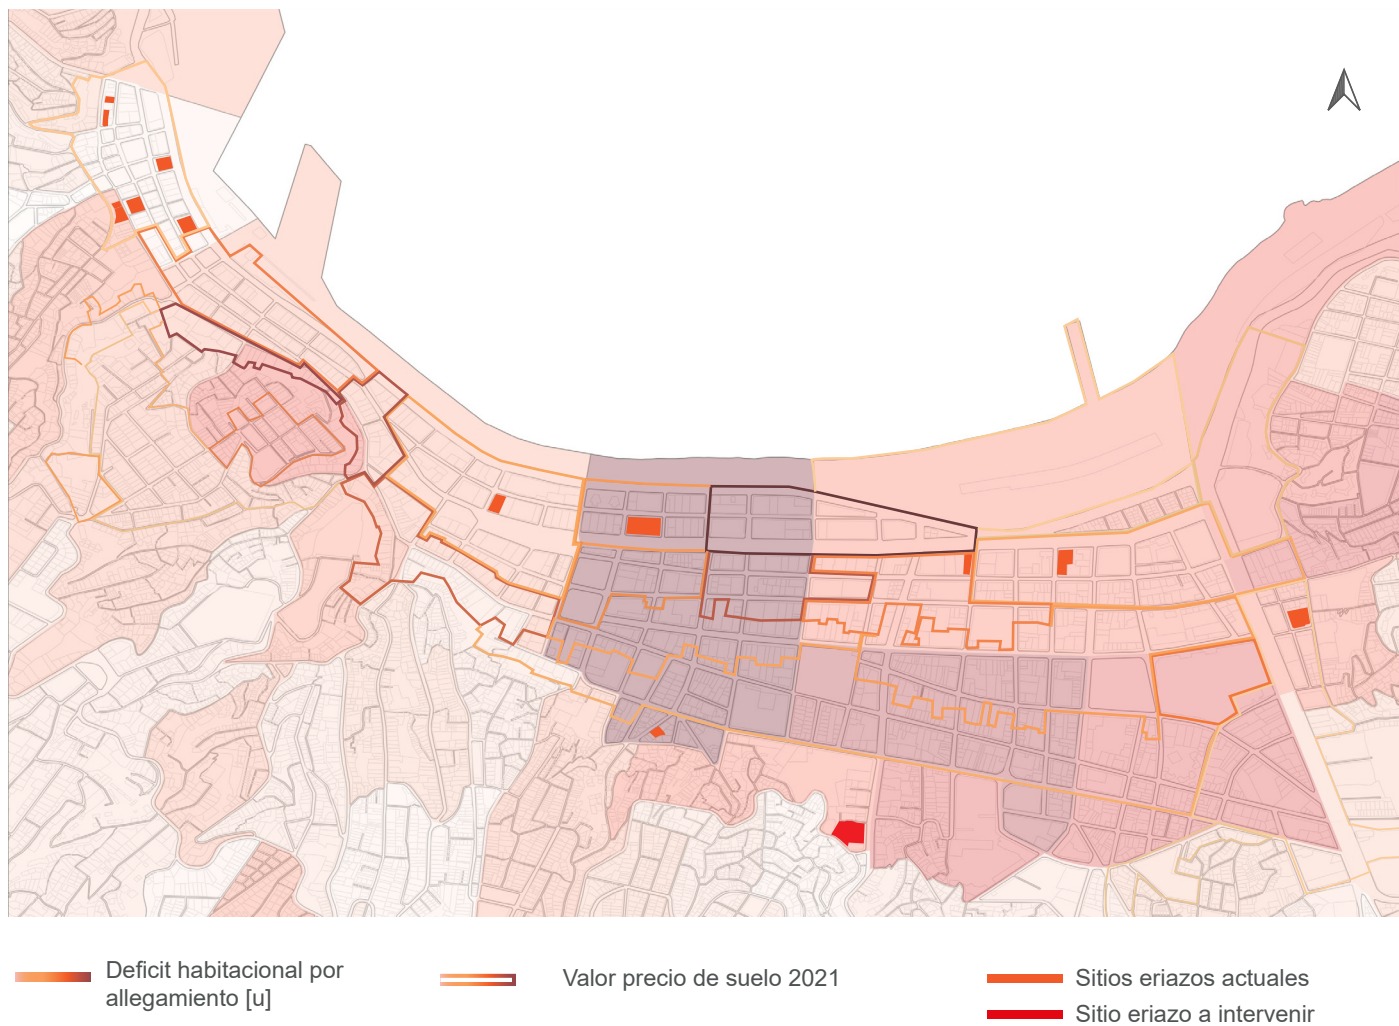 Deficit habitacional por
allegamiento [u]
Valor precio de suelo 2021
Sitios eriazos actuales
Sitio eriazo a intervenir